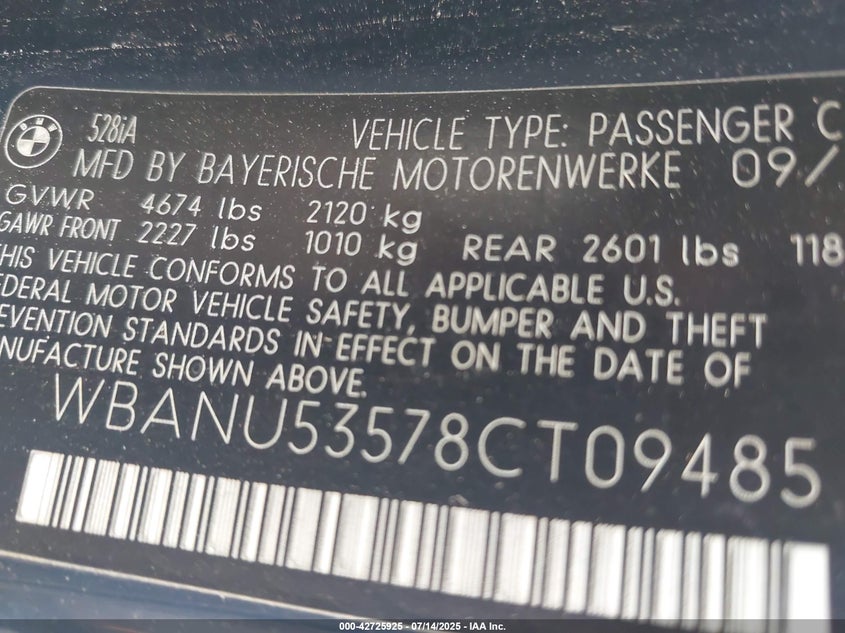 528iA
VEHICLE TYPE: PASSENGER C
MFD BY BAYERISCHE MOTORENWERKE 09/
GVWR 4674 lbs 2120 kg
GAWR FRONT 2227 lbs 1010 kg REAR 2601 lbs 118
THIS VEHICLE CONFORMS TO ALL APPLICABLE U.S.
EDERAL MOTOR VEHICLE SAFETY, BUMPER AND THEFT
EVENTION STANDARDS IN EFFECT ON THE DATE OF
NUFACTURE SHOWN ABOVE.
WBANU53578CT09485
000-42725925 - 07/14/2025 - IAA Inc.